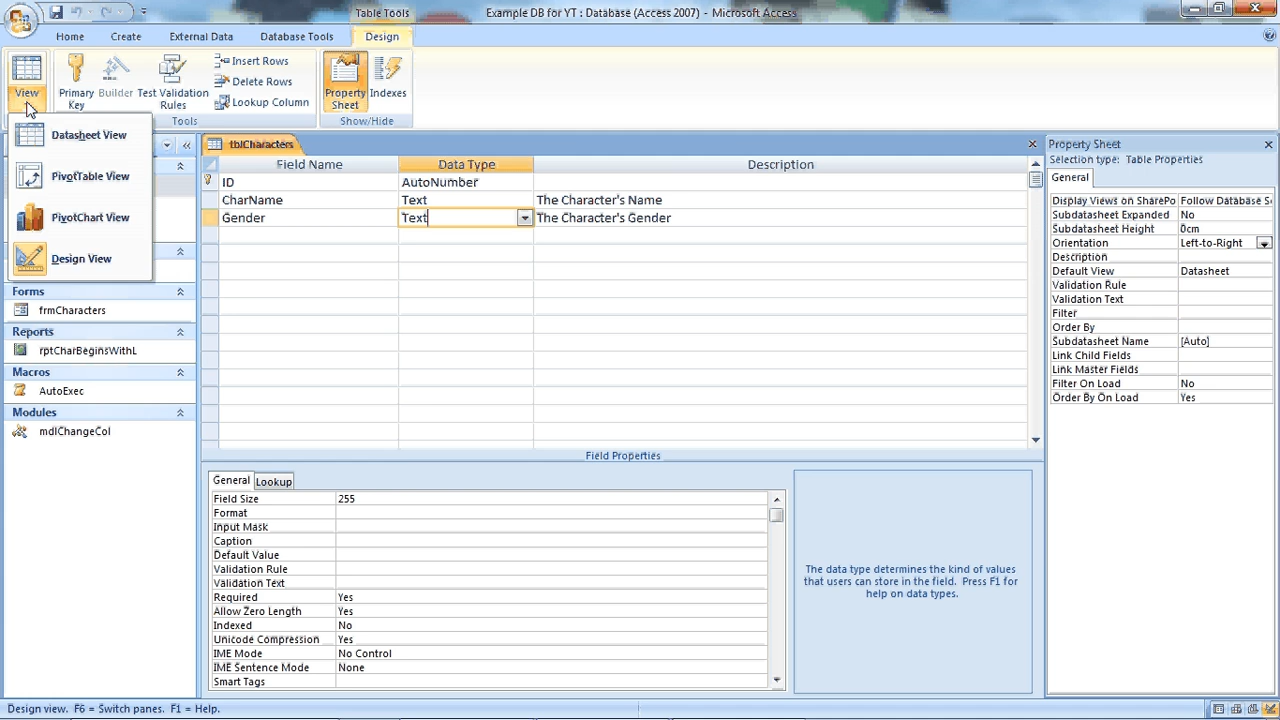 Table Tools
Example DB for YT : Database (Access 2007) - Microsoft Access
Home Create External Data Database Tools Design
View Primary Key Builder Test Validation Rules Insert Rows Delete Rows Lookup Column Property Sheet Indexes
Tools Show/Hide
Datasheet View
PivotTable View
PivotChart View
Design View
Forms
frmCharacters
Reports
rptCharBeginsWithL
Macros
AutoExec
Modules
mdlChangeCol
tblCharacters
Field Name Data Type Description
ID AutoNumber
CharName Text The Character's Name
Gender Text The Character's Gender
Field Properties
General Lookup
Field Size 255
Format
Input Mask
Caption
Default Value
Validation Rule
Validation Text
Required Yes
Allow Zero Length Yes
Indexed No
Unicode Compression Yes
IME Mode No Control
IME Sentence Mode None
Smart Tags
The data type determines the kind of values
that users can store in the field. Press F1 for
help on data types.
Property Sheet
Selection type: Table Properties
General
Display Views on SharePo Follow Database Se
Subdatasheet Expanded No
Subdatasheet Height 0cm
Orientation Left-to-Right
Description
Default View Datasheet
Validation Rule
Validation Text
Filter
Order By
Subdatasheet Name [Auto]
Link Child Fields
Link Master Fields
Filter On Load No
Order By On Load Yes
Design view. F6 = Switch panes. F1 = Help.